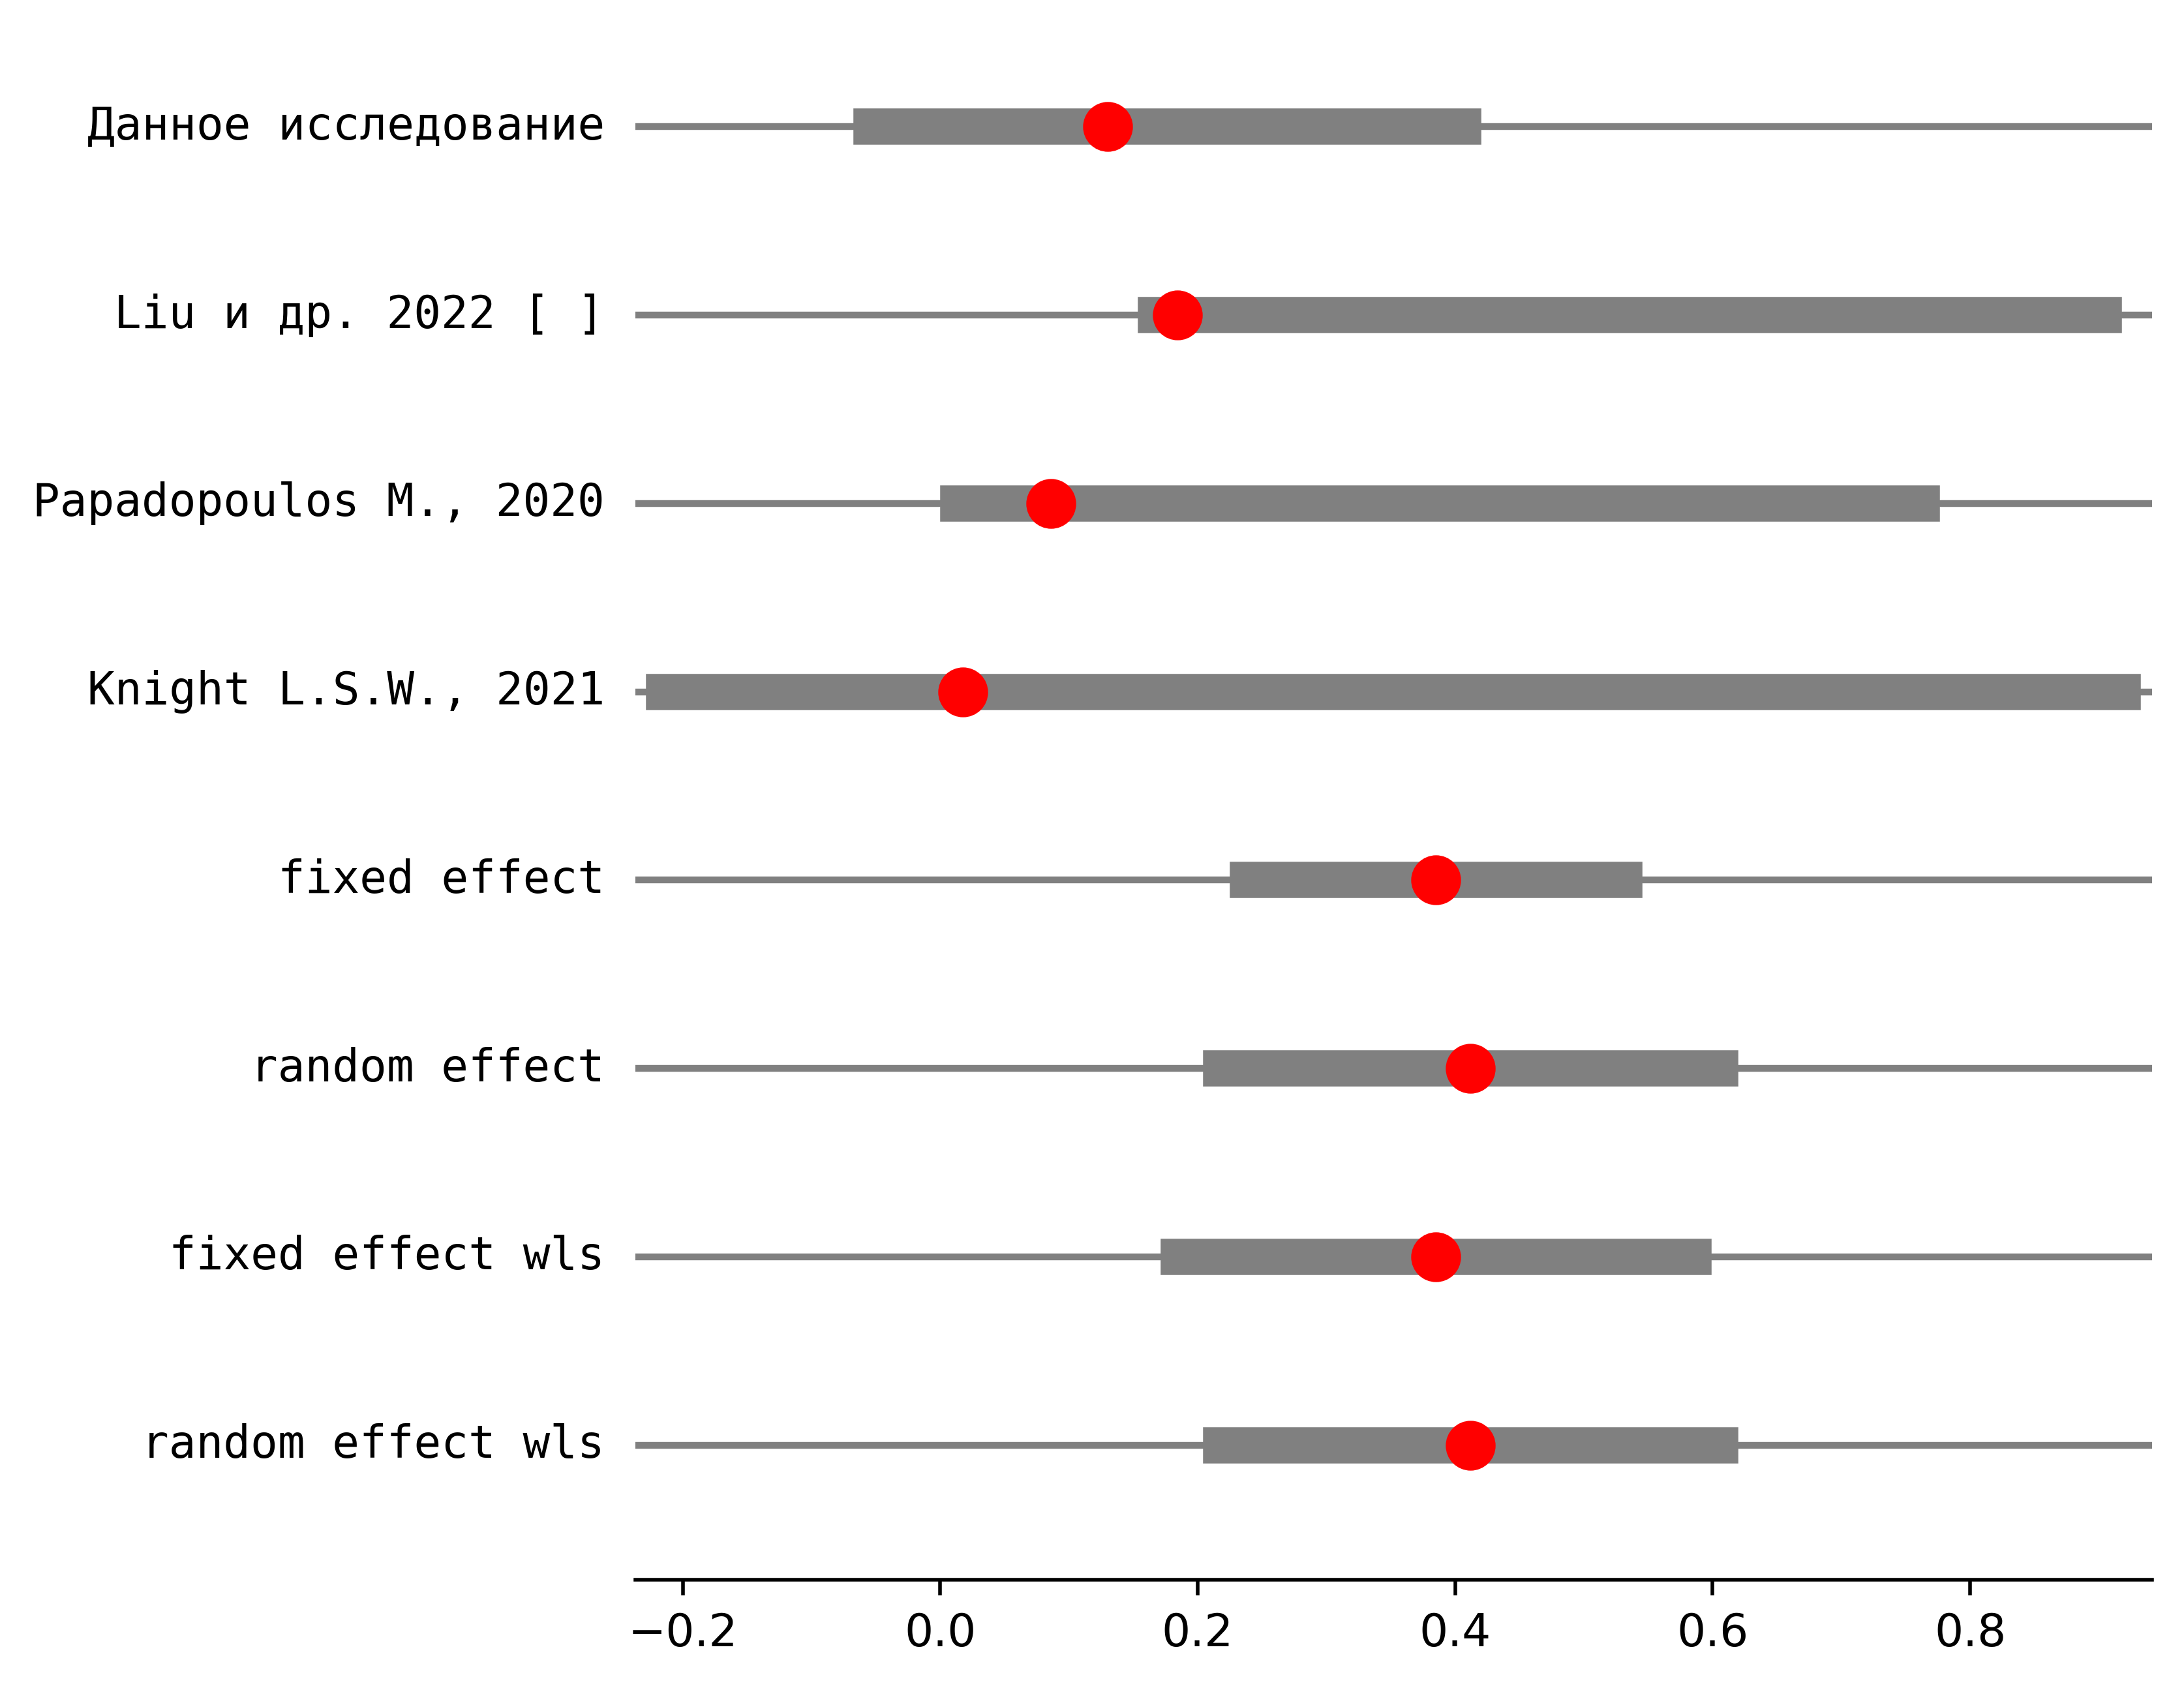 Данное исследование
Liu и др. 2022 [ ]
Papadopoulos M., 2020
Knight L.S.W., 2021
fixed effect
random effect
fixed effect wls
random effect wls
−0.2 0.0 0.2 0.4 0.6 0.8